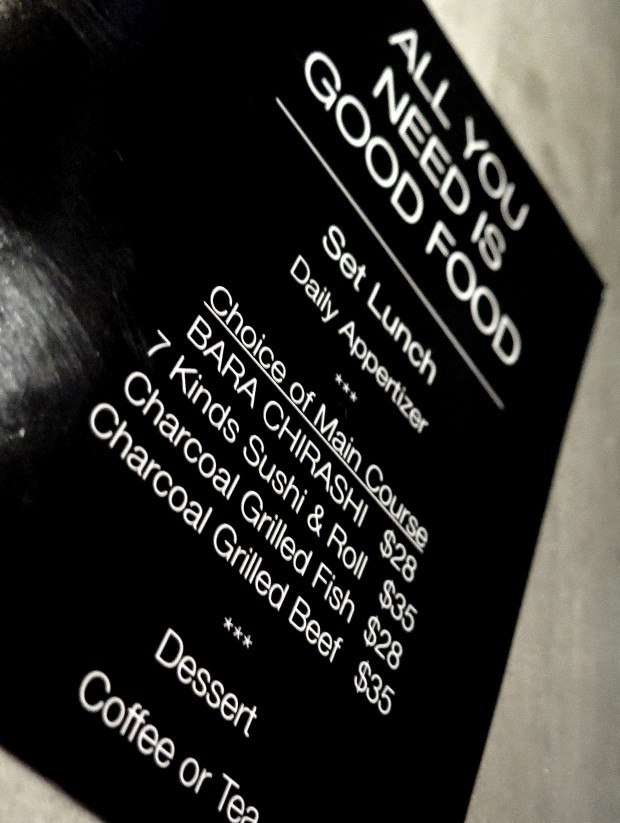 ALL YOU
NEED IS
GOOD FOOD
Set Lunch
Daily Appertizer
***
Choice of Main Course
BARA CHIRASHI $28
7 Kinds Sushi & Roll $35
Charcoal Grilled Fish $28
Charcoal Grilled Beef $35
***
Dessert
Coffee or Tea